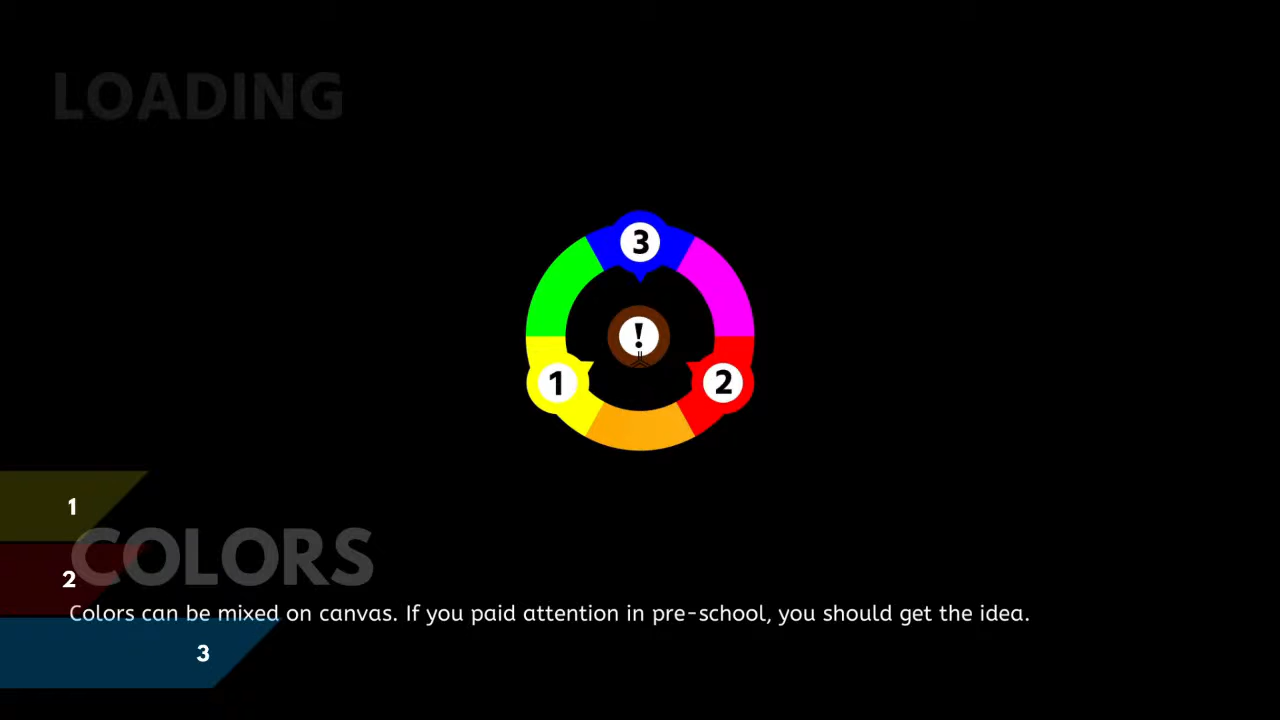 LOADING
3
!
1
2
1
COLORS
2
Colors can be mixed on canvas. If you paid attention in pre-school, you should get the idea.
3